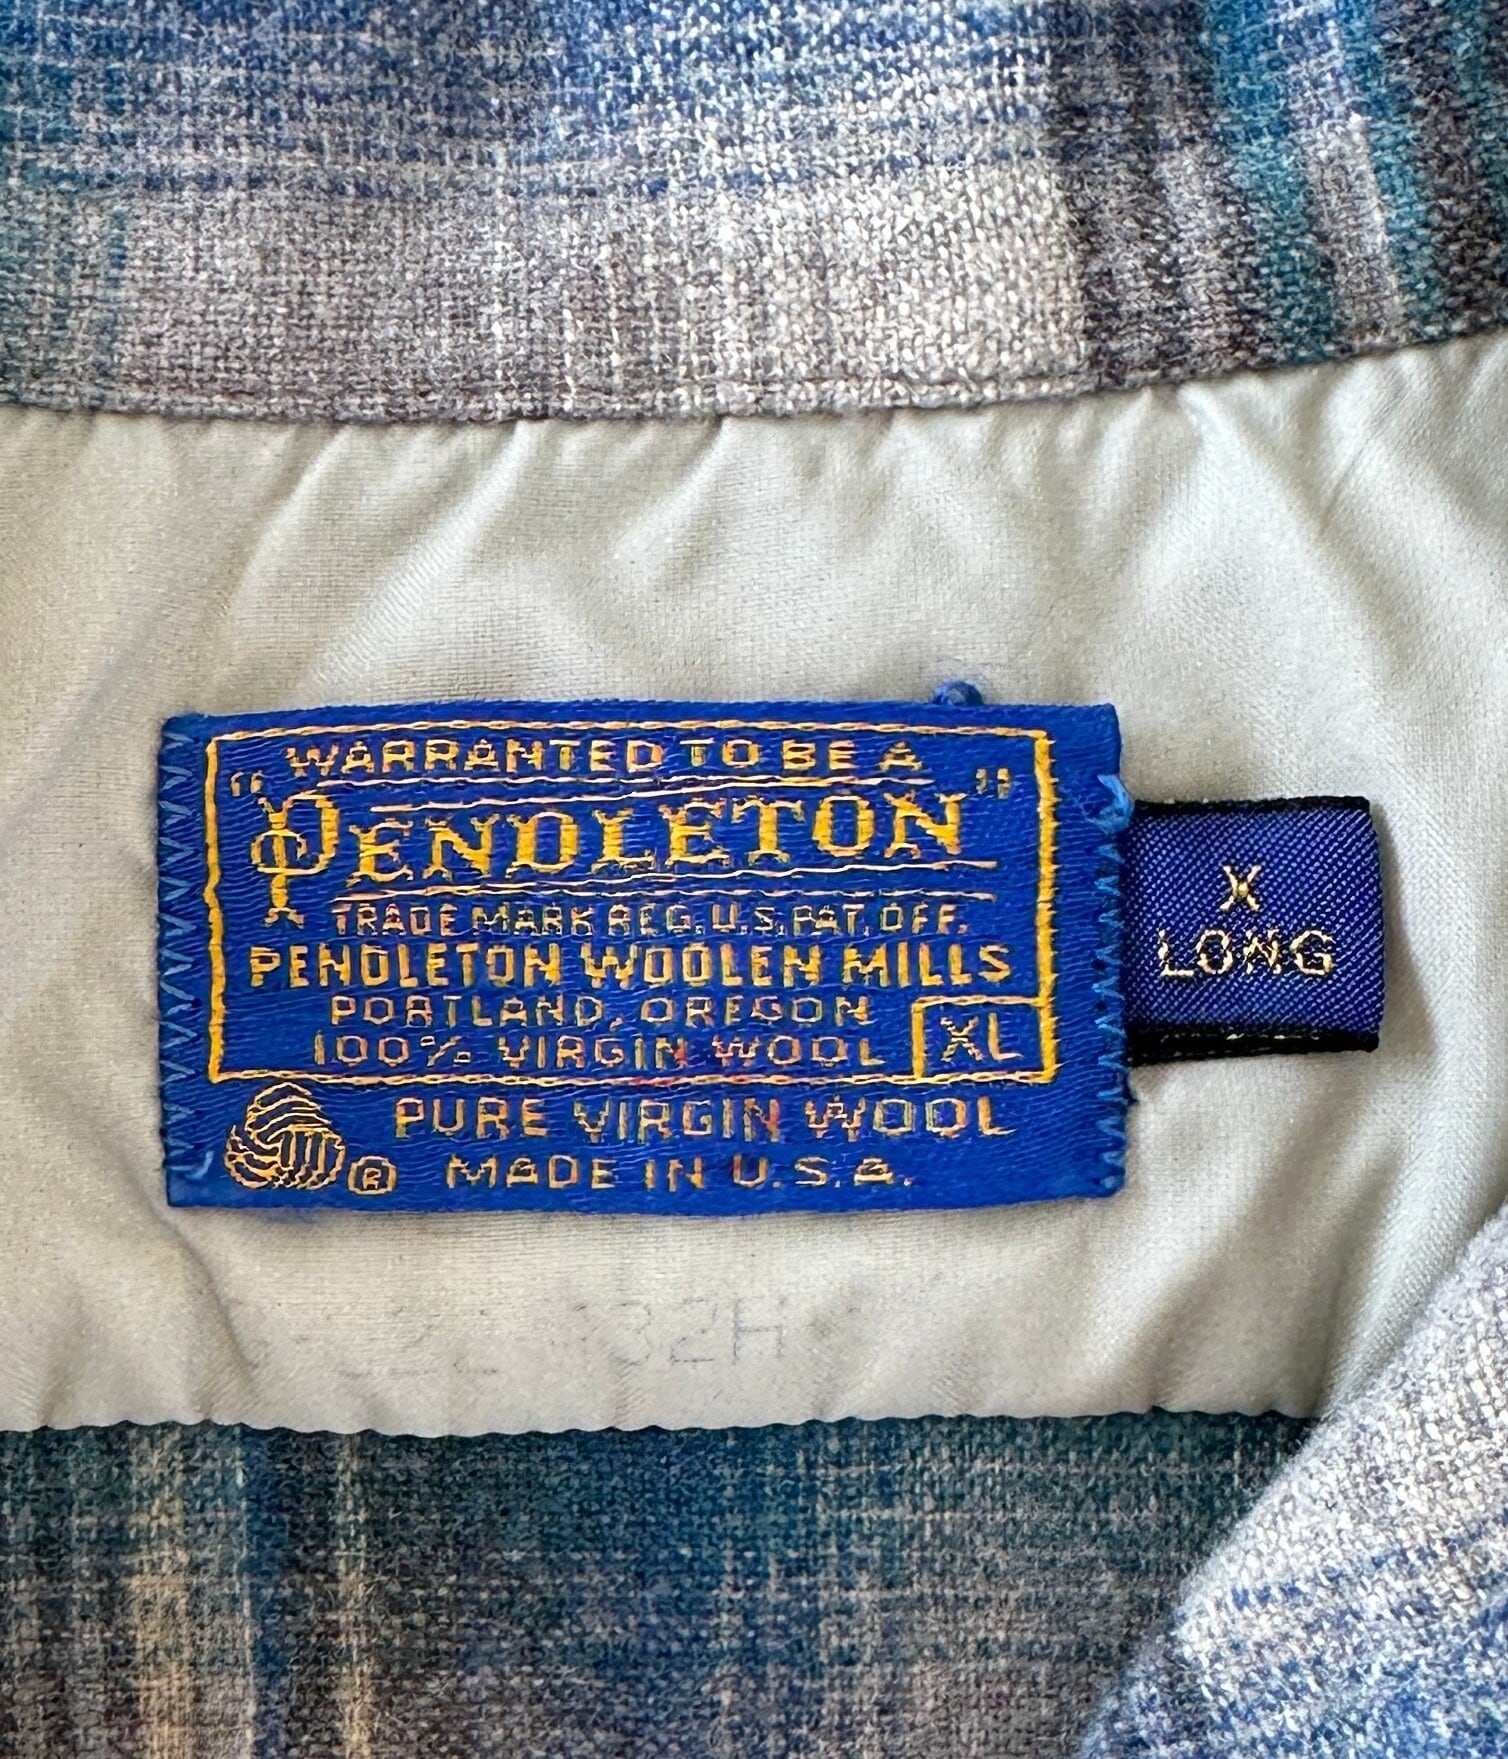 WARRANTED TO BE A
"PENDLETON"
TRADE MARK REG. U.S. PAT. OFF.
PENDLETON WOOLEN MILLS
PORTLAND, OREGON
100% VIRGIN WOOL XL
® PURE VIRGIN WOOL
MADE IN U.S.A.
X
LONG